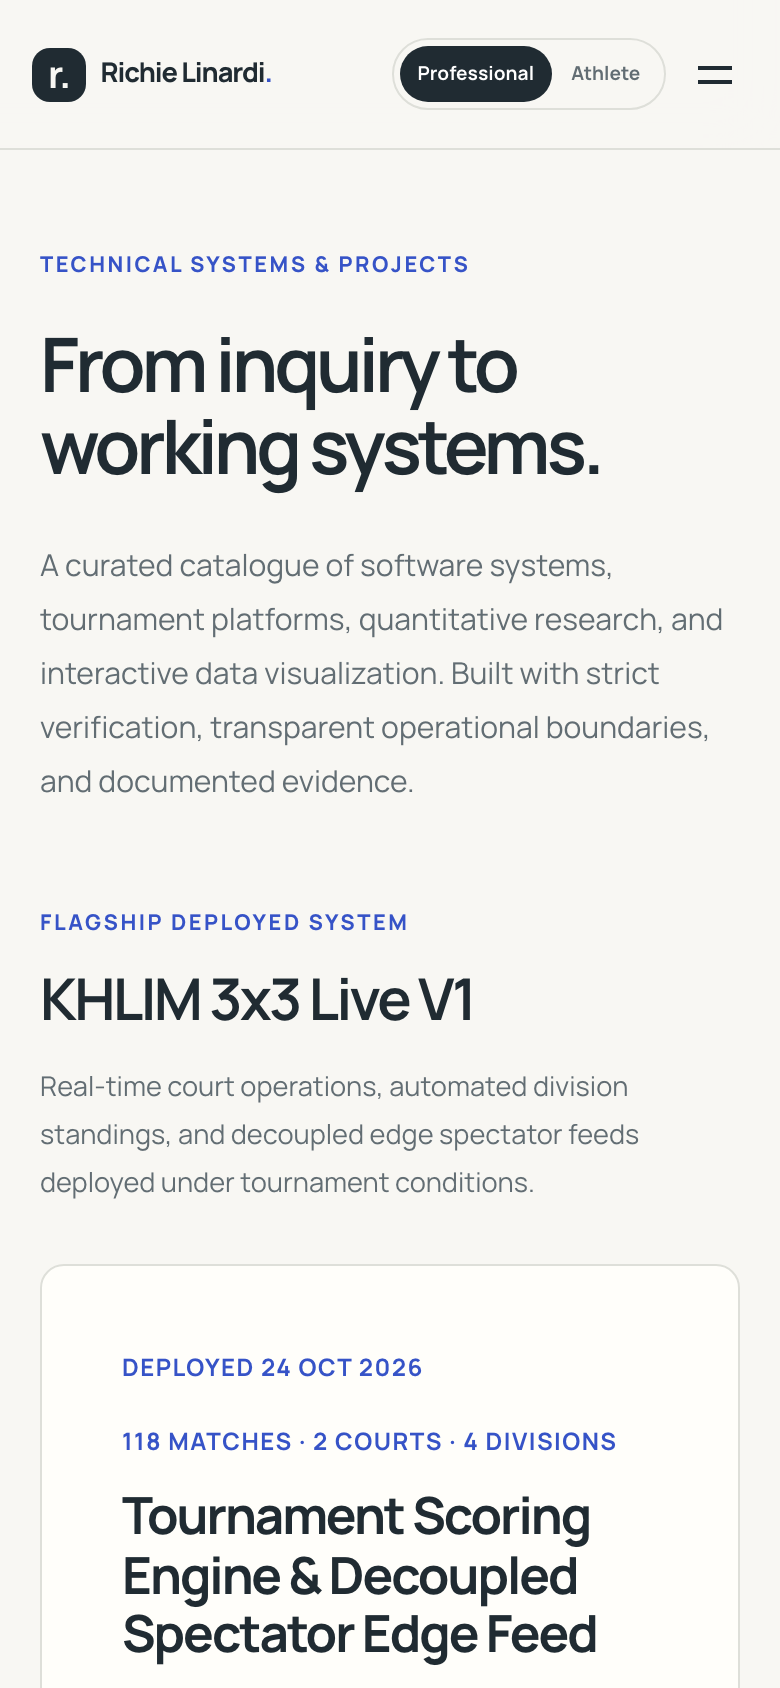 r.
Richie Linardi.
Professional
Athlete
TECHNICAL SYSTEMS & PROJECTS
From inquiry to
working systems.
A curated catalogue of software systems,
tournament platforms, quantitative research, and
interactive data visualization. Built with strict
verification, transparent operational boundaries,
and documented evidence.
FLAGSHIP DEPLOYED SYSTEM
KHLIM 3x3 Live V1
Real-time court operations, automated division
standings, and decoupled edge spectator feeds
deployed under tournament conditions.
DEPLOYED 24 OCT 2026
118 MATCHES · 2 COURTS · 4 DIVISIONS
Tournament Scoring
Engine & Decoupled
Spectator Edge Feed